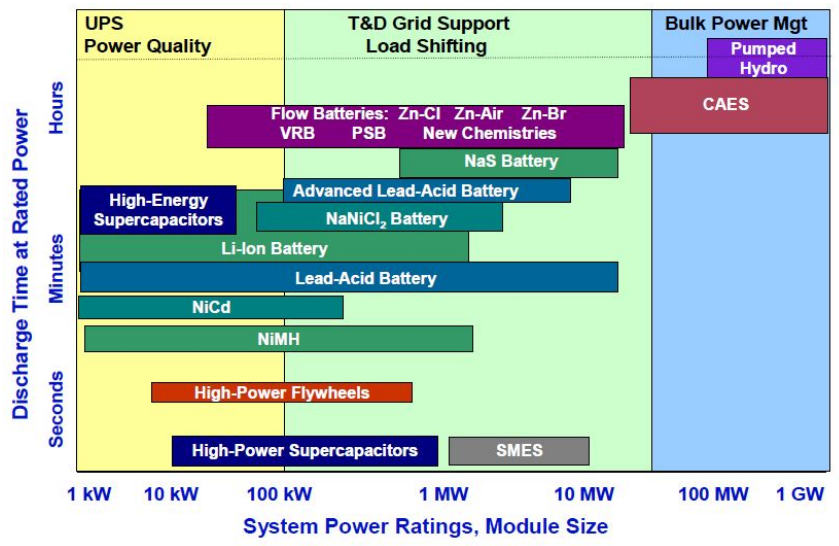 UPS
Power Quality
T&D Grid Support
Load Shifting
Bulk Power Mgt
Pumped
Hydro
CAES
Flow Batteries: Zn-Cl Zn-Air Zn-Br
VRB PSB New Chemistries
NaS Battery
High-Energy
Supercapacitors
Advanced Lead-Acid Battery
NaNiCl₂ Battery
Li-Ion Battery
Lead-Acid Battery
NiCd
NiMH
High-Power Flywheels
High-Power Supercapacitors
SMES
Discharge Time at Rated Power
Hours
Minutes
Seconds
1 kW 10 kW 100 kW 1 MW 10 MW 100 MW 1 GW
System Power Ratings, Module Size